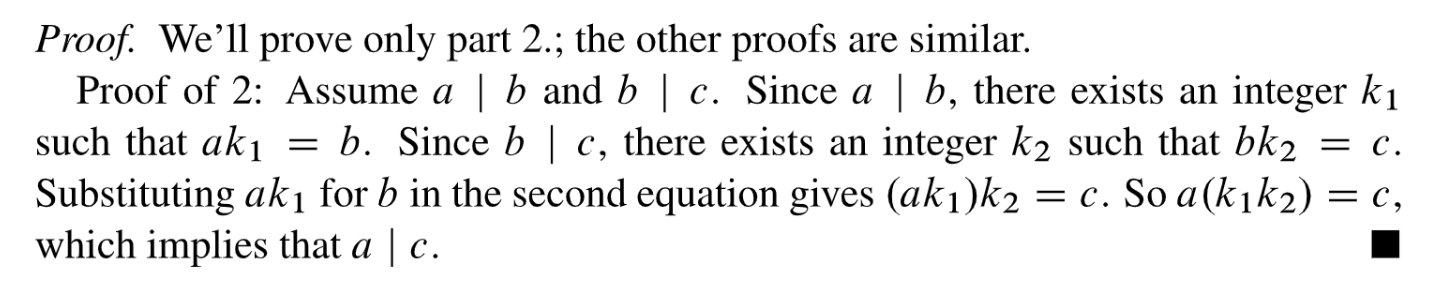 Proof. We’ll prove only part 2.; the other proofs are similar.
Proof of 2: Assume a | b and b | c. Since a | b, there exists an integer k₁
such that ak₁ = b. Since b | c, there exists an integer k₂ such that bk₂ = c.
Substituting ak₁ for b in the second equation gives (ak₁)k₂ = c. So a(k₁k₂) = c,
which implies that a | c. ■